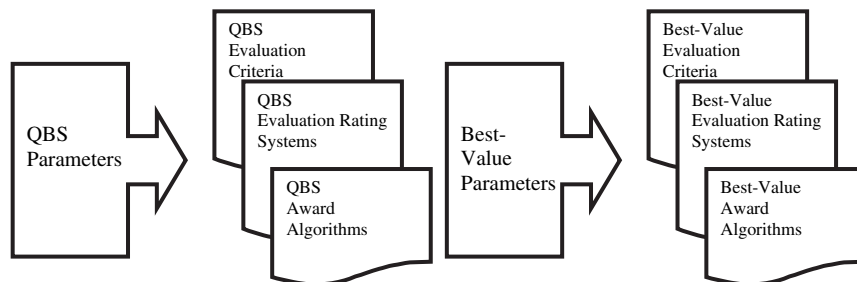 QBS
Parameters
QBS
Evaluation
Criteria
QBS
Evaluation Rating
Systems
QBS
Award
Algorithms
Best-
Value
Parameters
Best-Value
Evaluation
Criteria
Best-Value
Evaluation Rating
Systems
Best-Value
Award
Algorithms